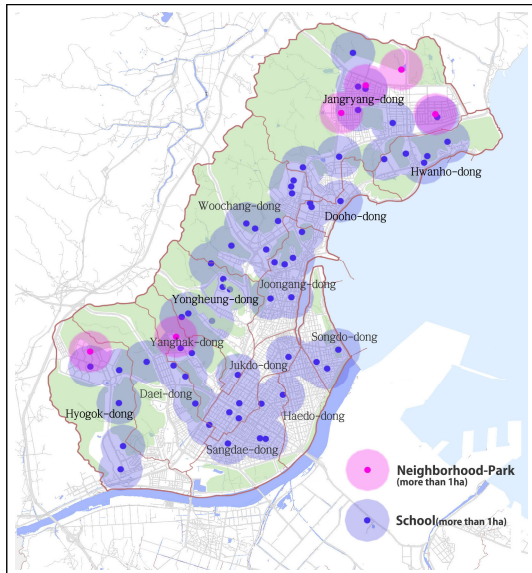 Jangryang-dong
Hwanho-dong
Woochang-dong
Dooho-dong
Joongang-dong
Yongheung-dong
Yanghak-dong
Songdo-dong
Jukdo-dong
Daei-dong
Hyogok-dong
Haedo-dong
Sangdae-dong
Neighborhood-Park
(more than 1ha)
School(more than 1ha)